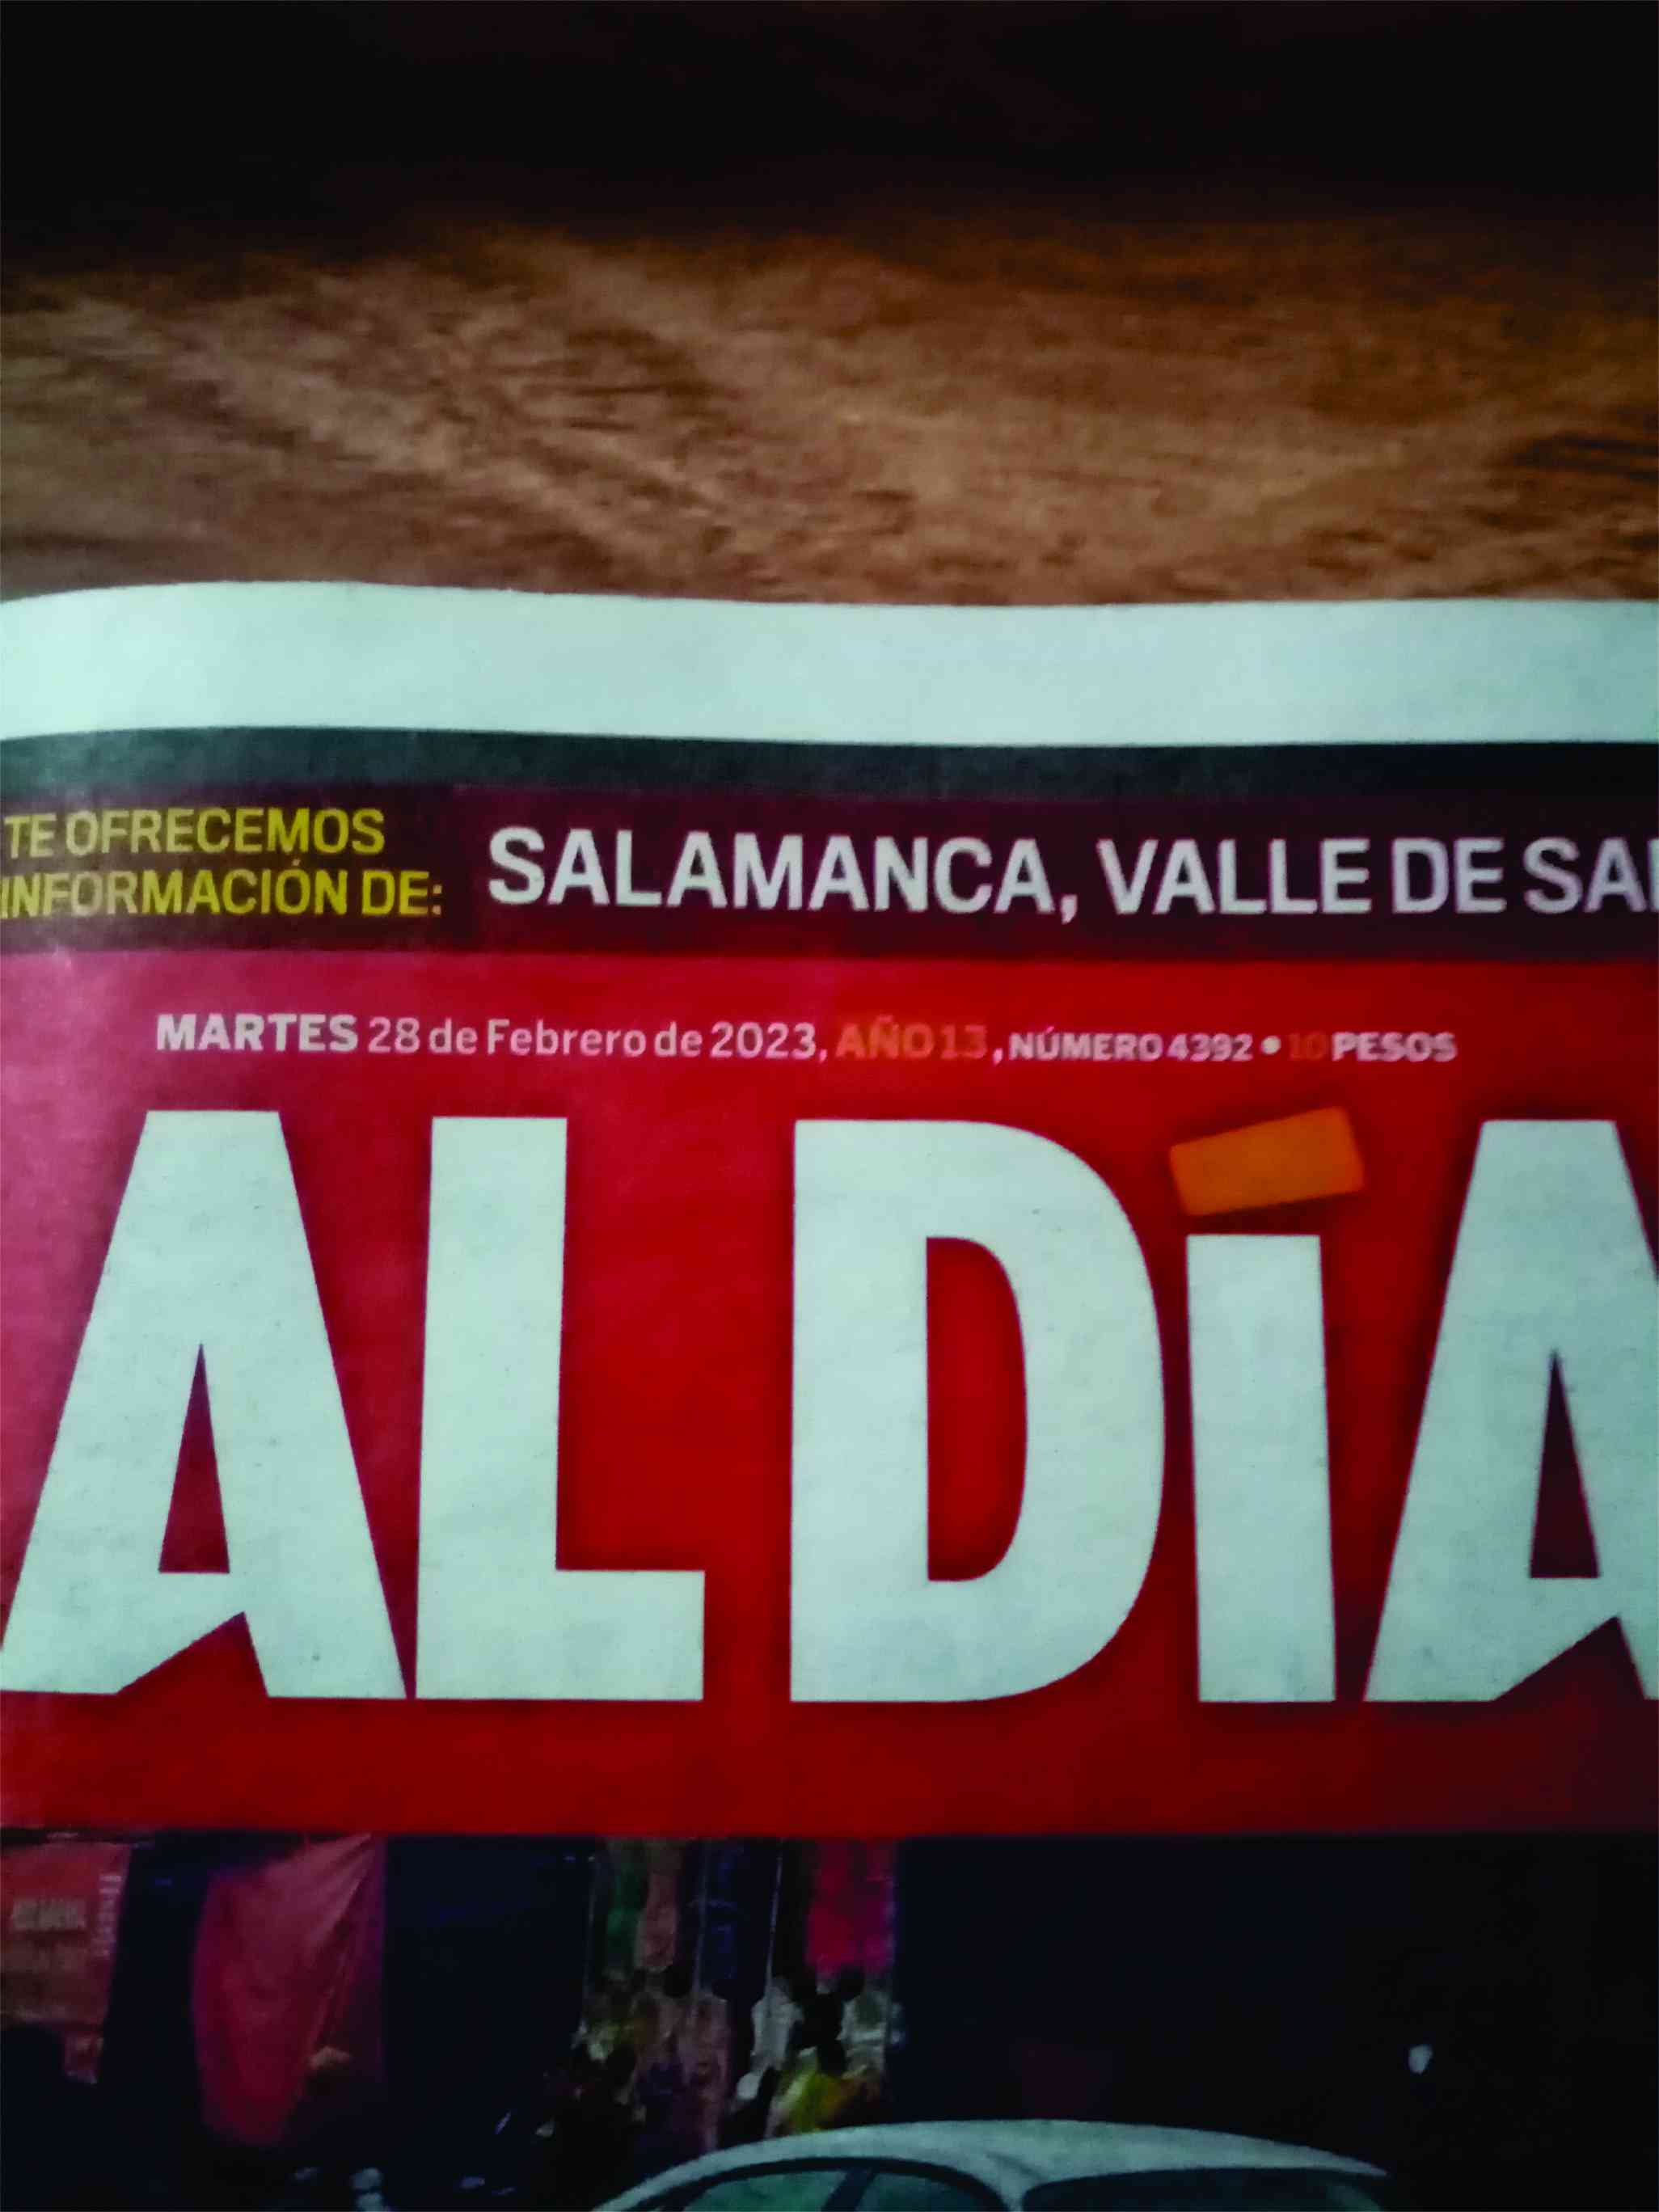 TE OFRECEMOS
INFORMACIÓN DE:
SALAMANCA, VALLE DE SA
MARTES 28 de Febrero de 2023, AÑO 13, NÚMERO 4392 • 10 PESOS
AL DíA